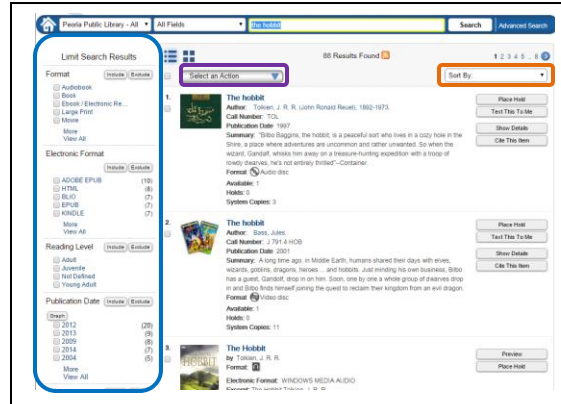 Peoria Public Library - All
All Fields
the hobbit
Search
Advanced Search
Limit Search Results
Format
Include
Exclude
Audiobook
Book
Ebook / Electronic Re...
Large Print
Movie
More
View All
Electronic Format
Include
Exclude
ADOBE EPUB (10)
HTML (8)
BLIO (7)
EPUB (7)
KINDLE (7)
More
View All
Reading Level
Include
Exclude
Adult
Juvenile
Not Defined
Young Adult
Publication Date
Include
Exclude
Graph
2012 (20)
2013 (9)
2009 (8)
2014 (7)
2004 (5)
More
View All
88 Results Found
1 2 3 4 .. 8
Select an Action
Sort By:
1.
The hobbit
Author: Tolkien, J. R. R. (John Ronald Reuel), 1892-1973.
Call Number: TOL
Publication Date: 1997
Summary: "Bilbo Baggins, the hobbit, is a peaceful sort who lives in a cozy hole in the
Shire, a place where adventures are uncommon and rather unwanted. So when the
wizard, Gandalf, whisks him away on a treasure-hunting expedition with a troop of
rowdy dwarves, he's not entirely thrilled"--Container.
Format: Audio disc
Available: 1
Holds: 0
System Copies: 3
Place Hold
Text This To Me
Show Details
Cite This Item
2.
The hobbit
Author: Bass, Jules.
Call Number: J 791.4 HOB
Publication Date: 2001
Summary: A long time ago, in Middle Earth, humans shared their days with elves,
wizards, goblins, dragons, heroes ... and hobbits. Just minding his own business, Bilbo
has a guest, Gandolf, drop in on him. Soon, one by one a whole group of dwarves drop
in and Bilbo finds himself joining the quest to reclaim their kingdom from an evil dragon.
Format: Video disc
Available: 1
Holds: 0
System Copies: 11
Place Hold
Text This To Me
Show Details
Cite This Item
3.
HOBBIT
The Hobbit
by Tolkien, J. R. R.
Format:
Electronic Format: WINDOWS MEDIA AUDIO
Preview
Place Hold